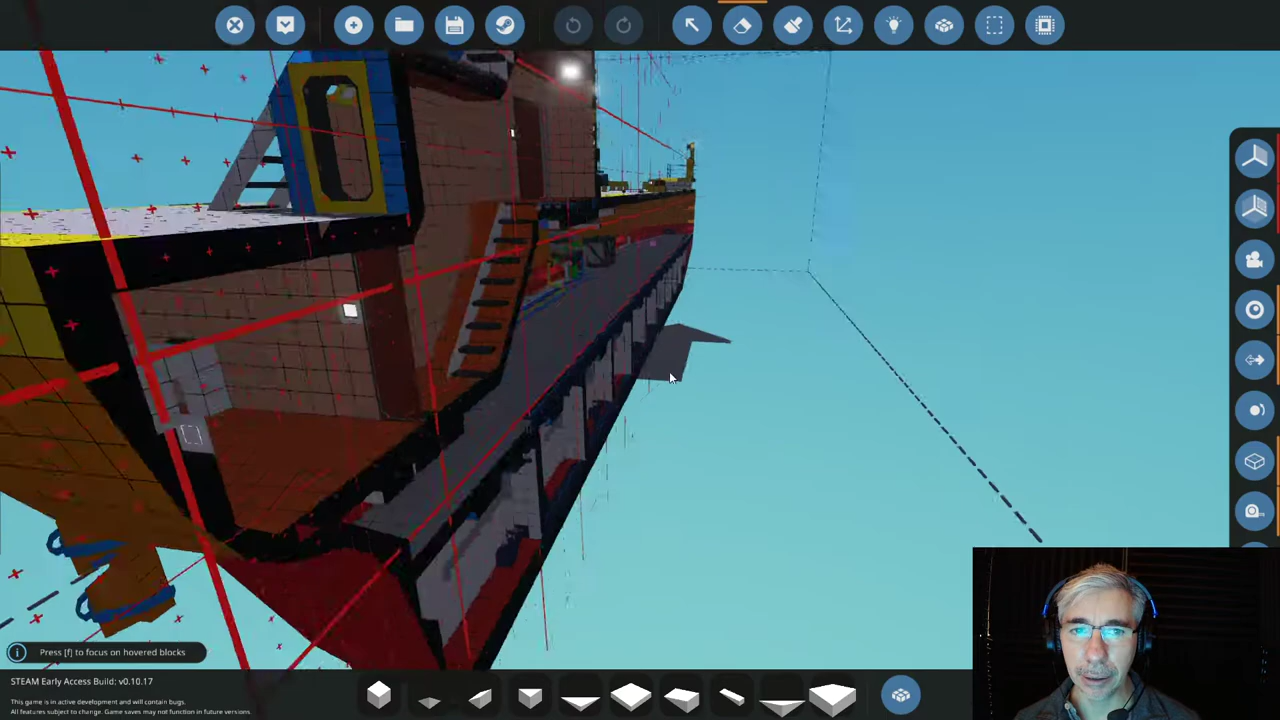 Press [f] to focus on hovered blocks
STEAM Early Access Build: v0.10.17
This game is in active development and will contain bugs.
All features subject to change. Game saves may not function in future versions.